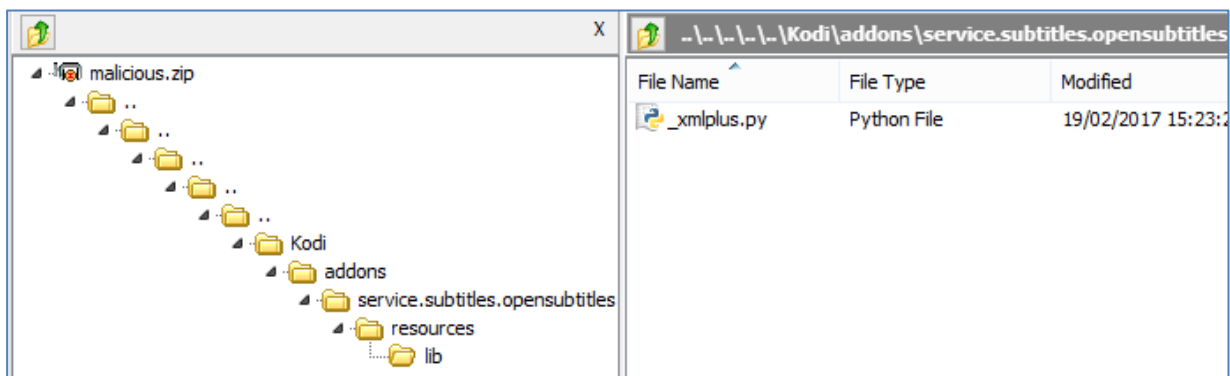 X
malicious.zip
..
..
..
..
..
Kodi
addons
service.subtitles.opensubtitles
resources
lib
..\..\..\..\..\Kodi\addons\service.subtitles.opensubtitles
File Name File Type Modified
_xmlplus.py Python File 19/02/2017 15:23:2